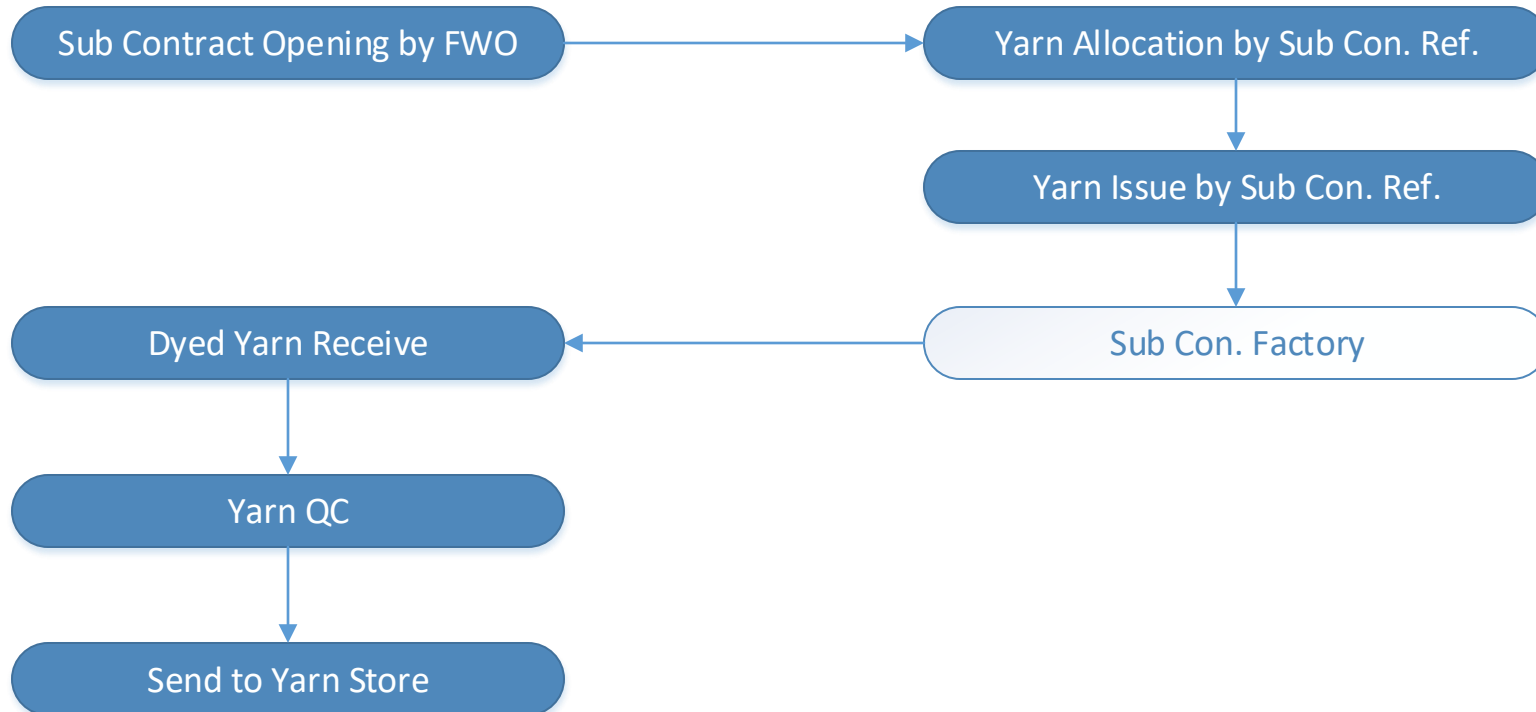 Sub Contract Opening by FWO
Yarn Allocation by Sub Con. Ref.
Yarn Issue by Sub Con. Ref.
Sub Con. Factory
Dyed Yarn Receive
Yarn QC
Send to Yarn Store